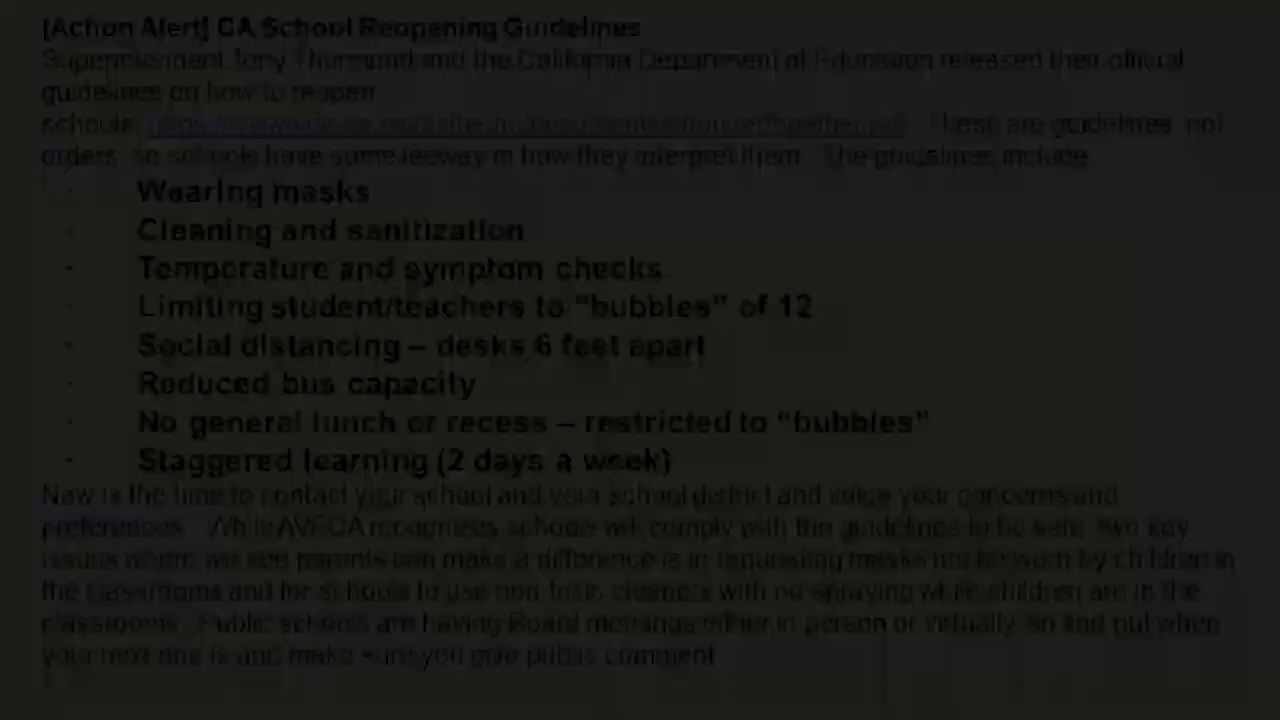 [Action Alert] CA School Reopening Guidelines
Superintendent Tony Thurmond and the California Department of Education released their official
guidelines on how to reopen
schools These are guidelines, not
orders, so schools have some leeway in how they interpret them. The guidelines include
· Wearing masks
· Cleaning and sanitization
· Temperature and symptom checks
· Limiting student/teachers to "bubbles" of 12
· Social distancing – desks 6 feet apart
· Reduced bus capacity
· No general lunch or recess – restricted to "bubbles"
· Staggered learning (2 days a week)
Now is the time to contact your school and your school district and voice your concerns and
preferences. While AVFCA recognizes schools will comply with the guidelines to be safe, two key
issues where we see parents can make a difference is in requesting masks not be worn by children in
the classrooms and for schools to use non-toxic cleaners with no spraying while children are in the
classrooms. Public schools are having Board meetings either in person or virtually, so find out when
your next one is and make sure you give public comment